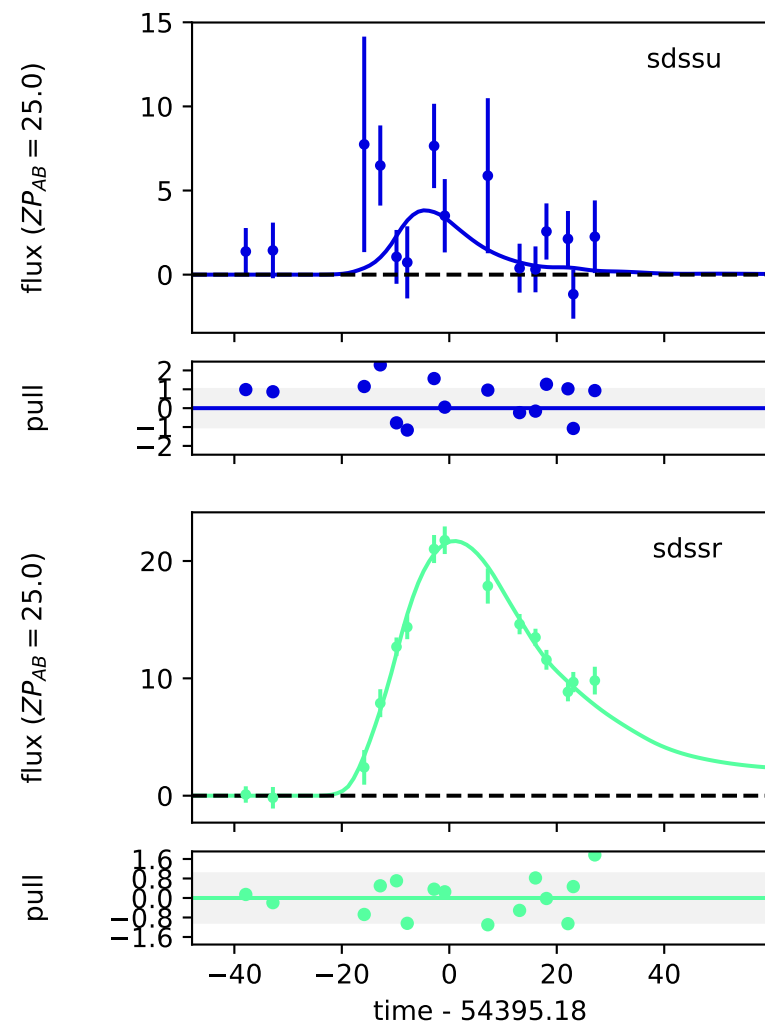 15
sdssu
10
5
0
flux (ZP_AB = 25.0)
2
1
0
−1
−2
pull
sdssr
20
10
0
flux (ZP_AB = 25.0)
1.6
0.8
0.0
−0.8
−1.6
pull
−40 −20 0 20 40
time - 54395.18